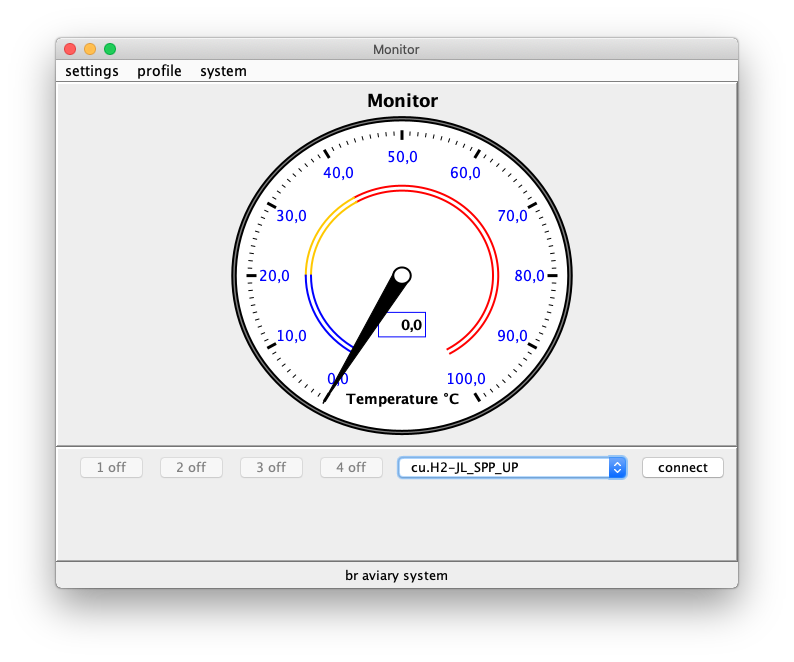 Monitor
settings profile system
Monitor
50,0
40,0 60,0
30,0 70,0
20,0 80,0
0,0
10,0 90,0
0,0 100,0
Temperature °C
1 off 2 off 3 off 4 off cu.H2-JL_SPP_UP connect
br aviary system